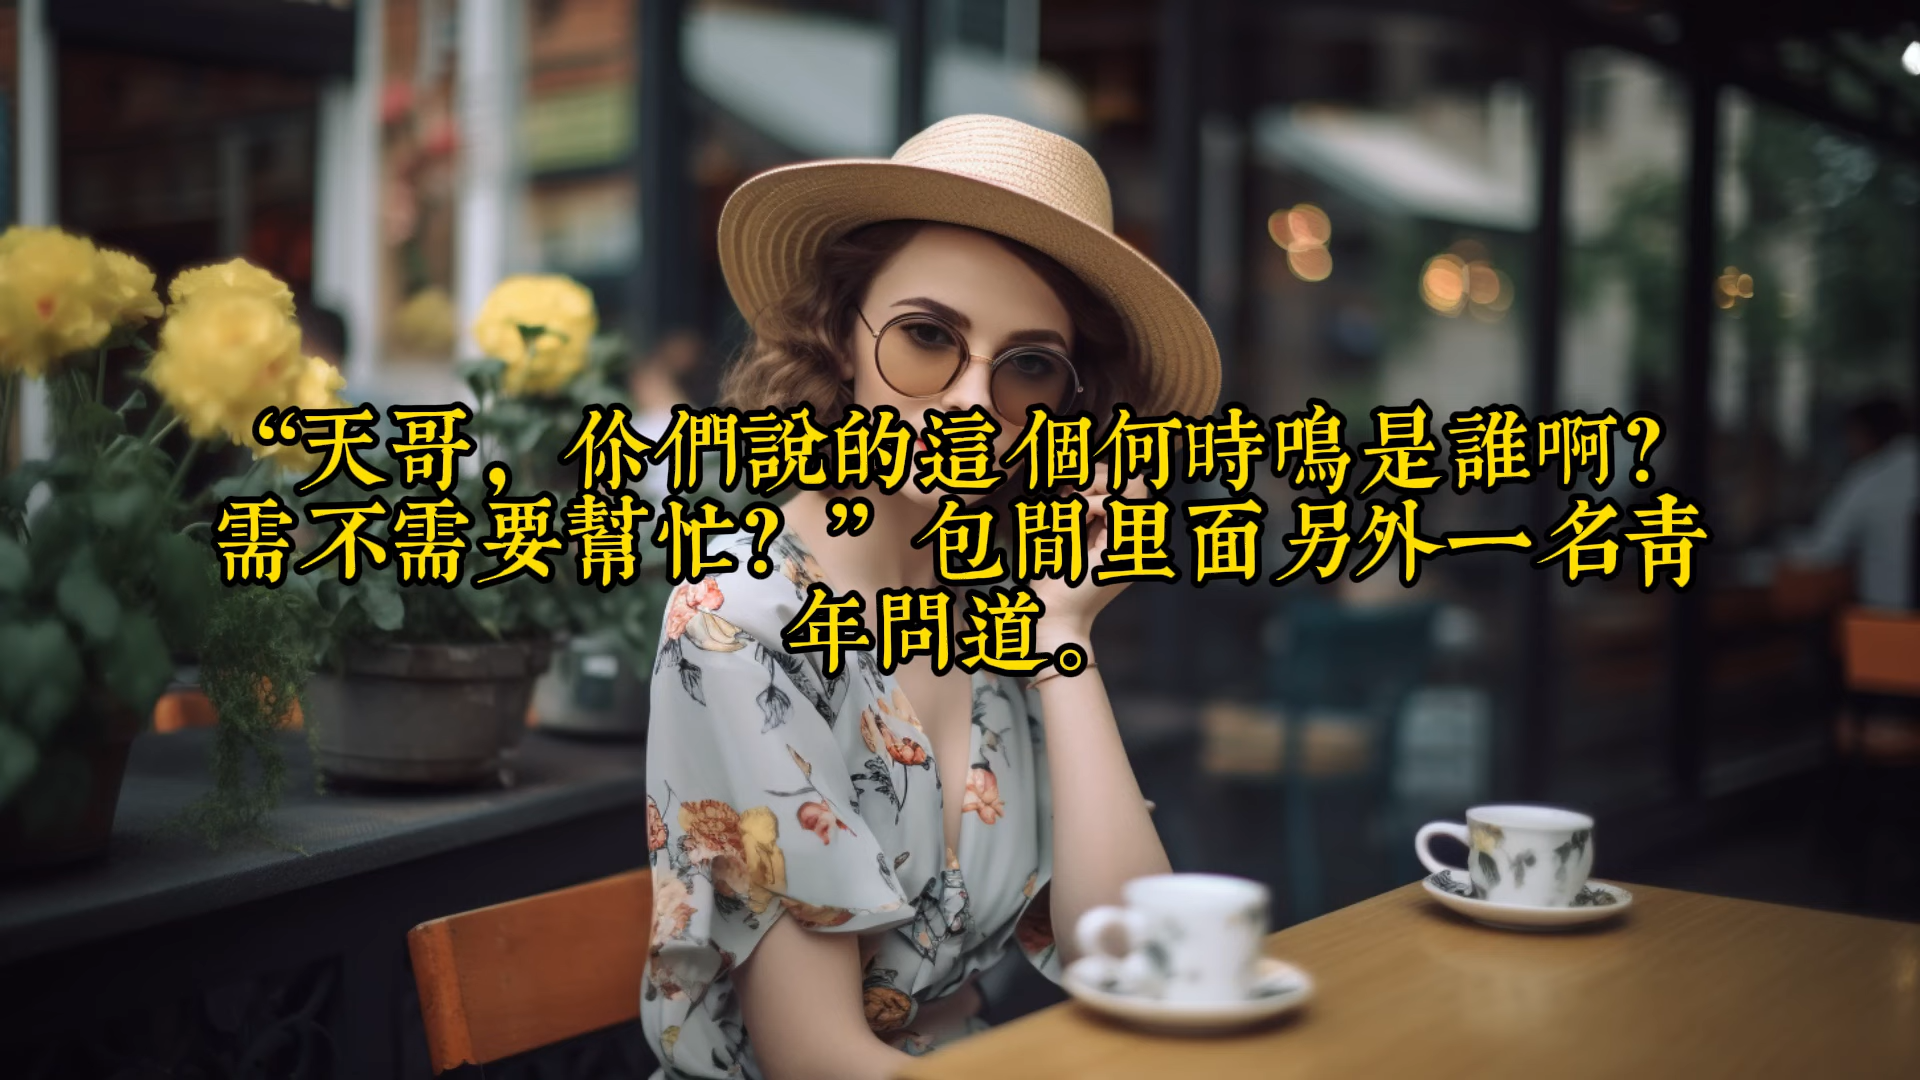 “天哥，你們說的這個何時鳴是誰啊？
需不需要幫忙？”包間里面另外一名青
年問道。